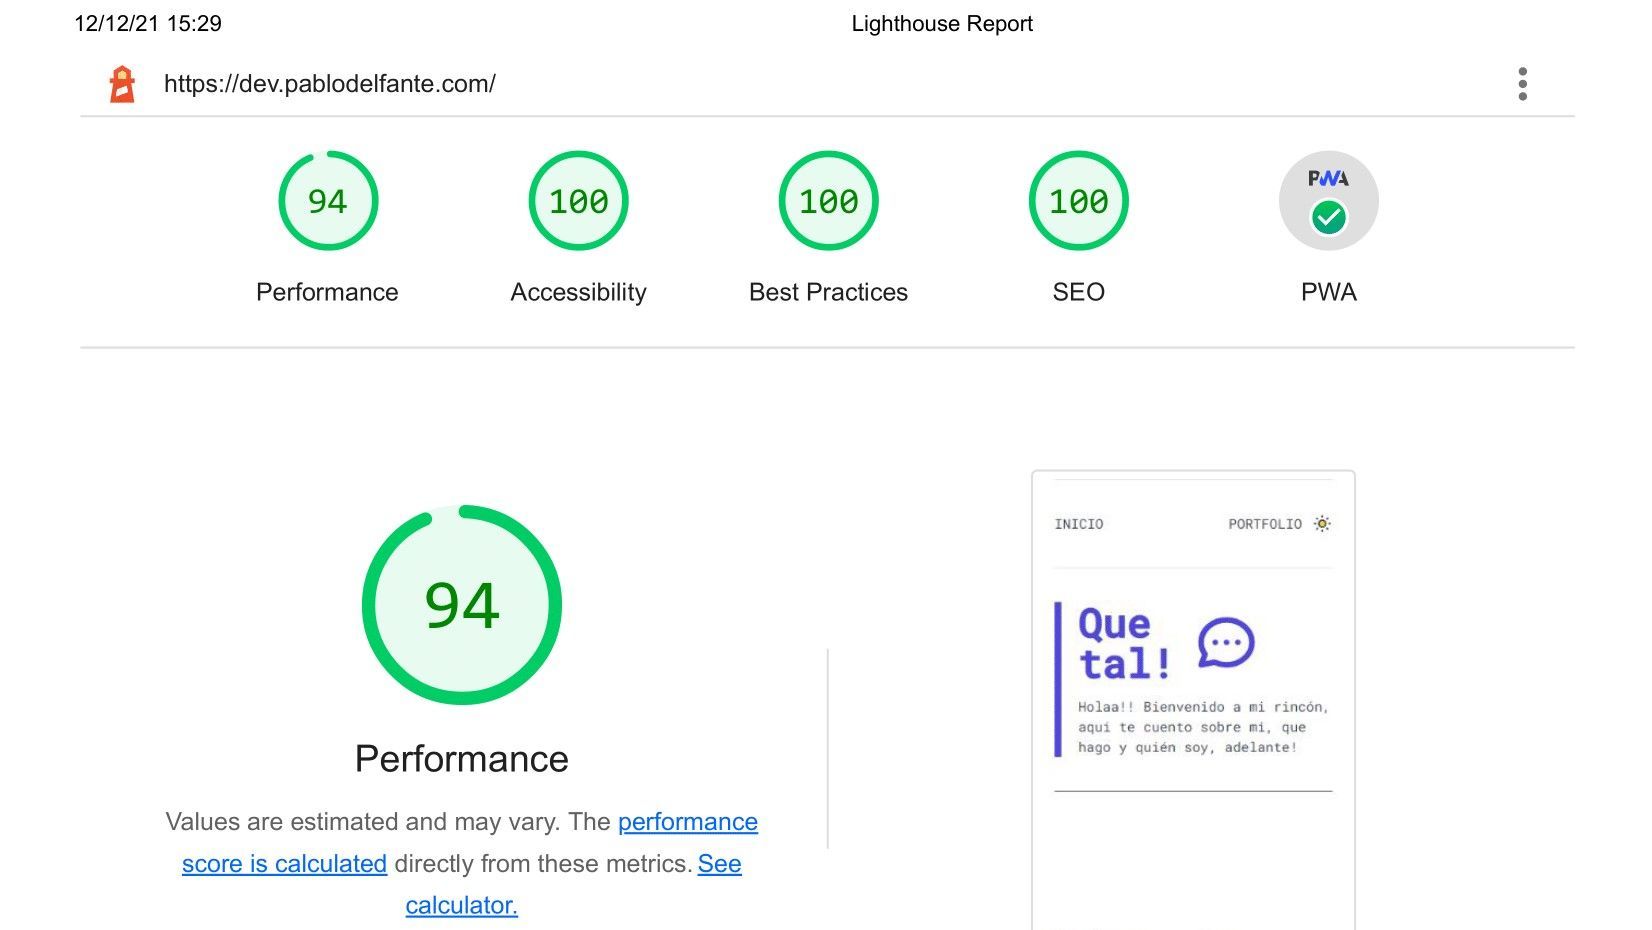 12/12/21 15:29 Lighthouse Report
https://dev.pablodelfante.com/
94 100 100 100 PWA
Performance Accessibility Best Practices SEO PWA
94
Performance
Values are estimated and may vary. The performance
score is calculated directly from these metrics. See
calculator.
INICIO PORTFOLIO
Que
tal!
Holaa!! Bienvenido a mi rincón,
aquí te cuento sobre mi, que
hago y quién soy, adelante!